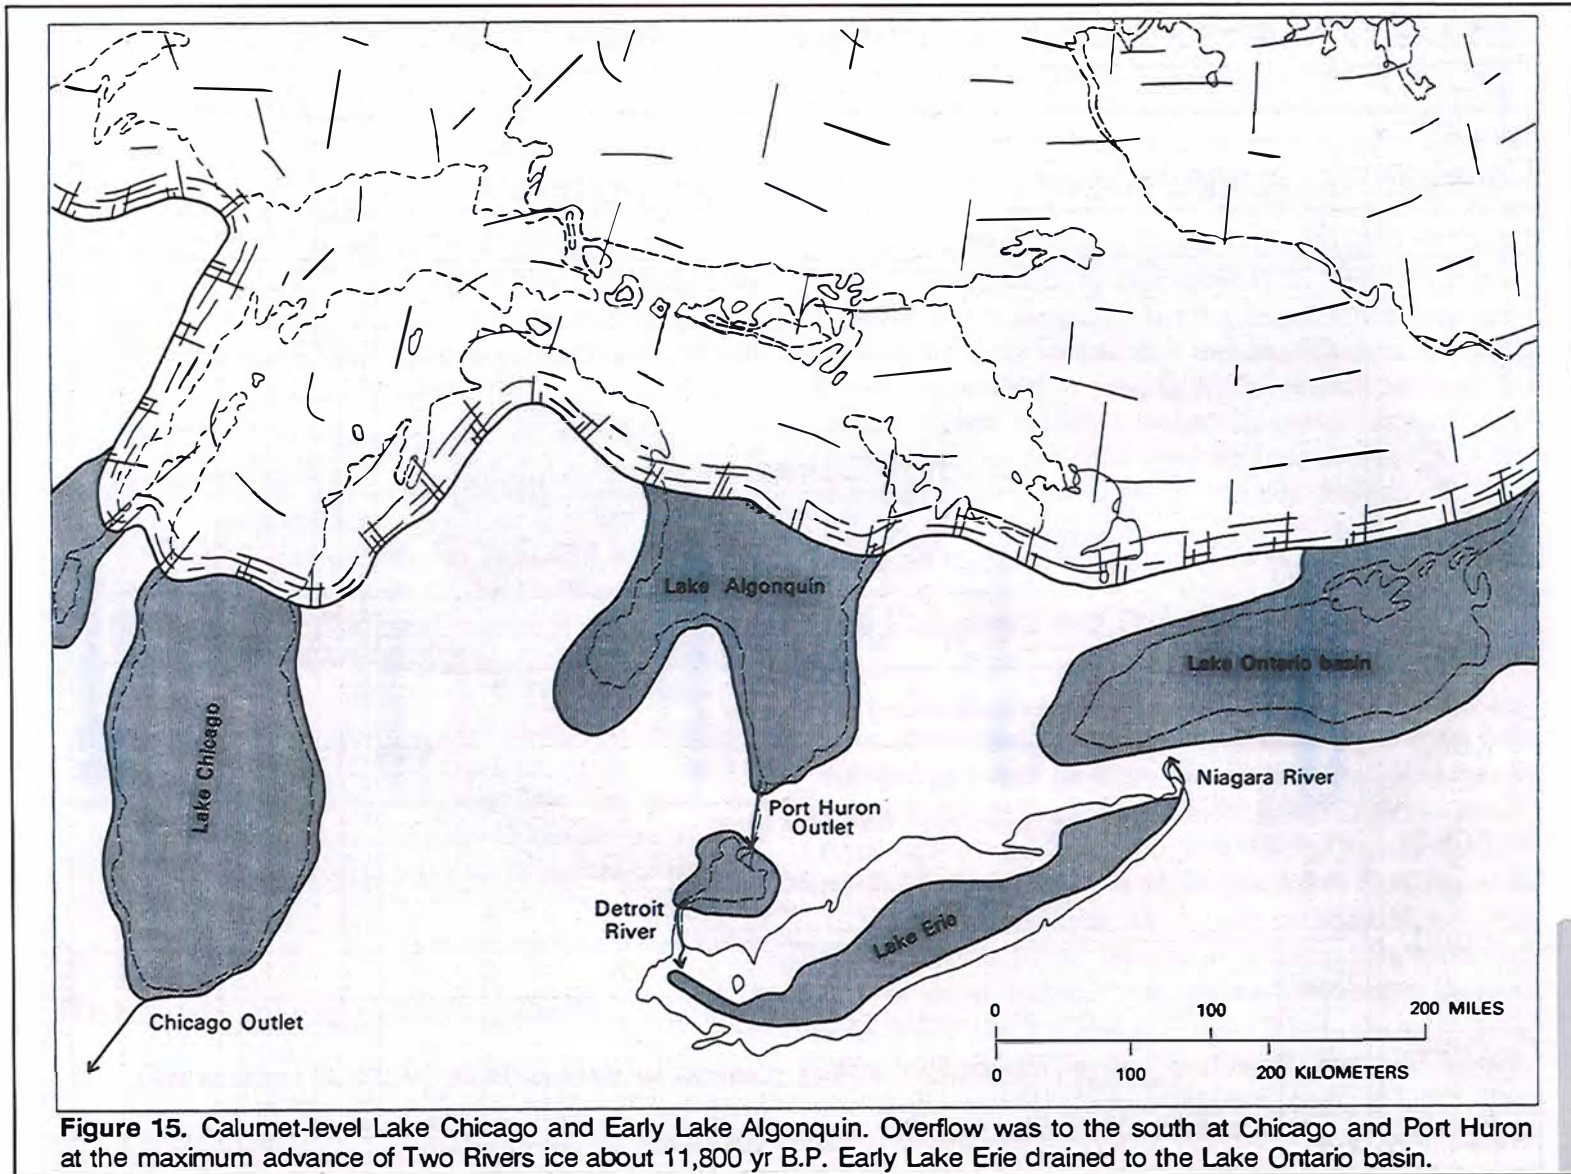 Lake Algonquin
Lake Ontario basin
Lake Chicago
Niagara River
Port Huron
Outlet
Detroit
River
Lake Erie
Chicago Outlet
0 100 200 MILES
0 100 200 KILOMETERS
Figure 15. Calumet-level Lake Chicago and Early Lake Algonquin. Overflow was to the south at Chicago and Port Huron
at the maximum advance of Two Rivers ice about 11,800 yr B.P. Early Lake Erie drained to the Lake Ontario basin.